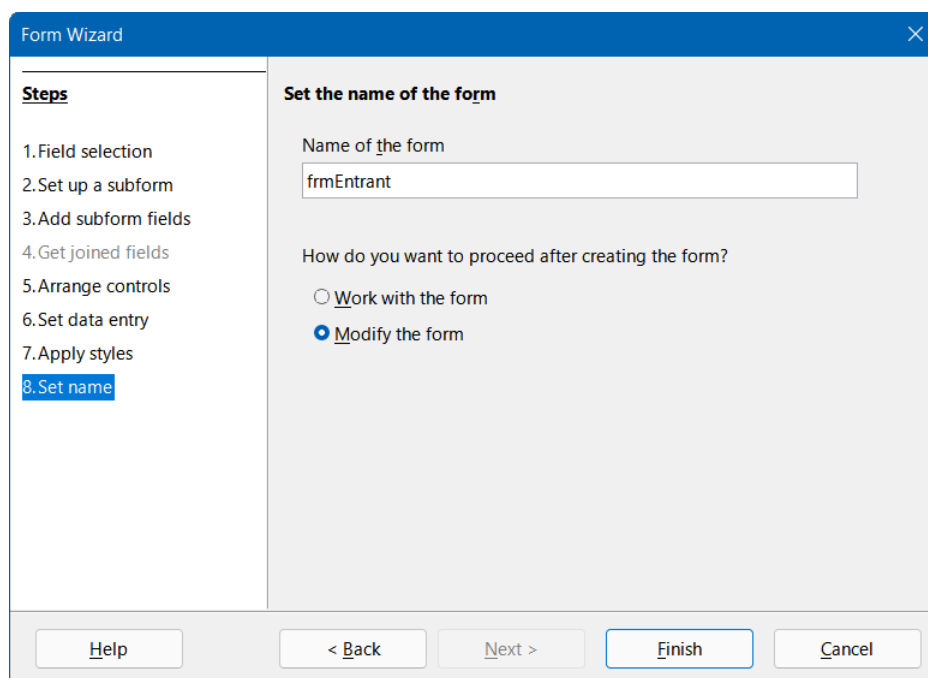 Form Wizard
Steps
1.Field selection
2.Set up a subform
3.Add subform fields
4.Get joined fields
5.Arrange controls
6.Set data entry
7.Apply styles
8.Set name
Set the name of the form
Name of the form
frmEntrant
How do you want to proceed after creating the form?
Work with the form
Modify the form
Help
< Back
Next >
Finish
Cancel